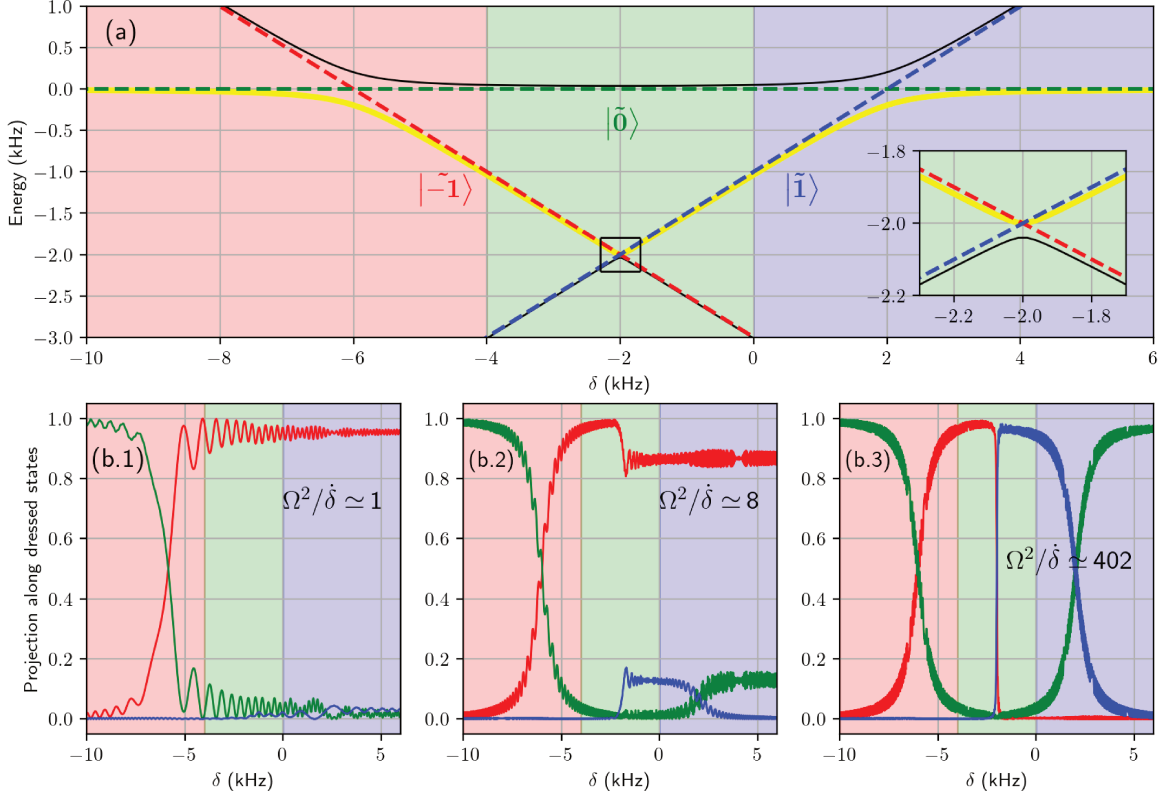 (a)
Energy (kHz)
1.0
0.5
0.0
−0.5
−1.0
−1.5
−2.0
−2.5
−3.0
|0̃⟩
|−̃1⟩
|1̃⟩
−1.8
−2.0
−2.2
−2.2 −2.0 −1.8
−10 −8 −6 −4 −2 0 2 4 6
δ (kHz)
Projection along dressed states
1.0
0.8
0.6
0.4
0.2
0.0
(b.1)
Ω²/δ̇ ≃ 1
−10 −5 0 5
δ (kHz)
1.0
0.8
0.6
0.4
0.2
0.0
(b.2)
Ω²/δ̇ ≃ 8
−10 −5 0 5
δ (kHz)
1.0
0.8
0.6
0.4
0.2
0.0
(b.3)
Ω²/δ̇ ≃ 402
−10 −5 0 5
δ (kHz)